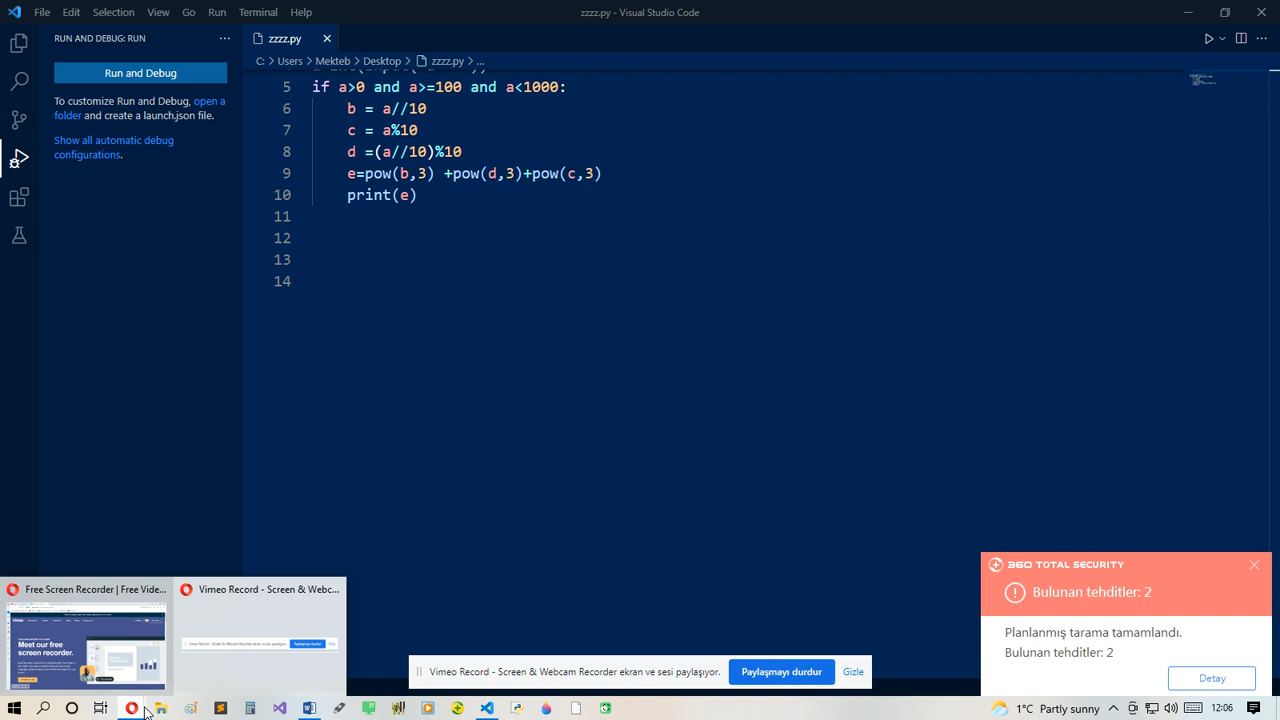 File Edit Selection View Go Run Terminal Help
zzzz.py - Visual Studio Code
RUN AND DEBUG: RUN
Run and Debug
To customize Run and Debug, open a
folder and create a launch.json file.
Show all automatic debug
configurations.
zzzz.py
C: > Users > Mekteb > Desktop > zzzz.py > ...
5 if a>0 and a>=100 and a<1000:
6 b = a//10
7 c = a%10
8 d =(a//10)%10
9 e=pow(b,3) +pow(d,3)+pow(c,3)
10 print(e)
11
12
13
14
Free Screen Recorder | Free Vide...
Vimeo Record - Screen & Webc...
Meet our free
screen recorder.
Vimeo Record - Screen & Webcam Recorder ekran ve sesi paylaşıyor.
Paylaşmayı durdur
Gizle
360 TOTAL SECURITY
Bulunan tehditler: 2
Planlanmış tarama tamamlandı.
Bulunan tehditler: 2
Detay
1°C Partly sunny
12:06